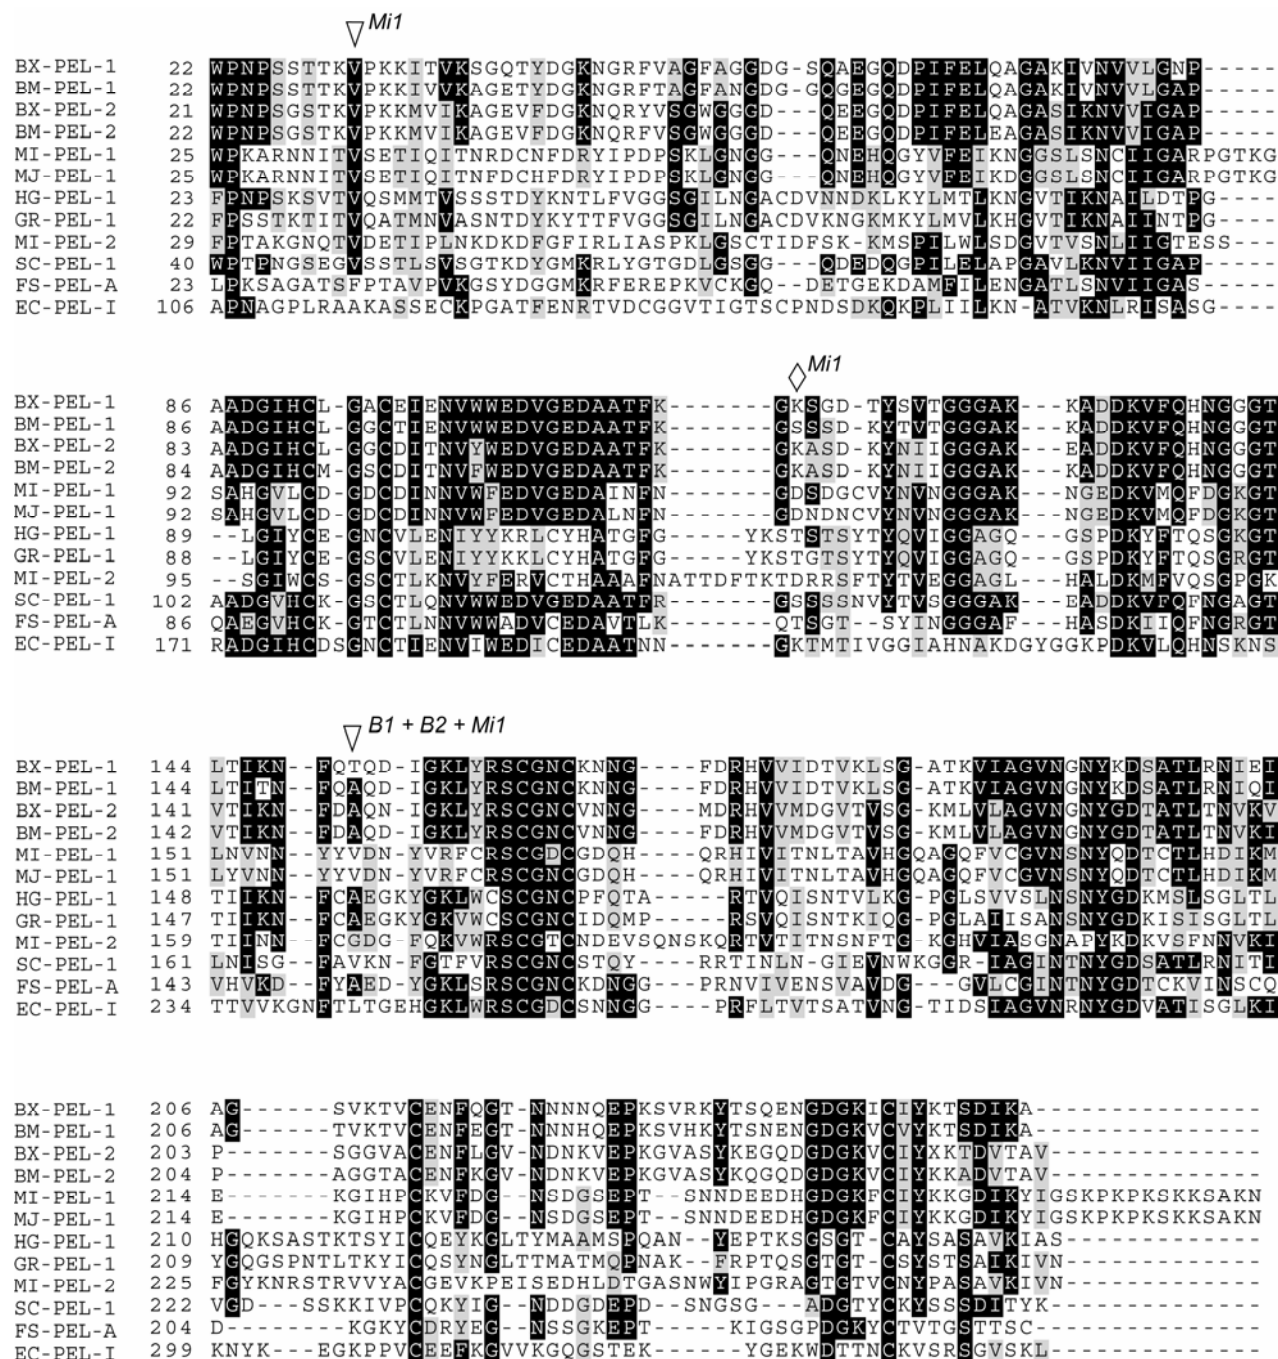 ▽ Mi1
BX-PEL-1 22 WPNPSSTTKVPKKITVKSGQTYDGKNGRFVAGFAGGDG-SQAEGQDPIFELQAGAKIVNVVLGNP-----
BM-PEL-1 22 WPNPSSTTKVPKKIVVKAGETYDGKNGRFTAGFANGDG-GQGEGQDPIFELQAGAKIVNVVLGAP-----
BX-PEL-2 21 WPNPSGSTKVPKKMVIKAGEVFDGKNQRYVSGWGGGD--QEEGQDPIFELQAGASIKNVVIGAP-----
BM-PEL-2 22 WPNPSGSTKVPKKMVIKAGEVFDGKNQRFVSGWGGGD--QEEGQDPIFELEAGASIKNVVIGAP-----
MI-PEL-1 25 WPKARNNITVSETIQITNRDCNFDRYIPDPSKLGNGG---QNEHQGYVFEIKNGGSLSNCIIGARPGTKG
MJ-PEL-1 25 WPKARNNITVSETIQITNFDCHFDRYIPDPSKLGNGG---QNEHQGYVFEIKDGGSLSNCIIGARPGTKG
HG-PEL-1 23 FPNPSKSVTVQSMMTVSSSTDYKNTLFVGGSGILNGACDVNNDKLKYLMTLKNGVTIKNAILDTPG----
GR-PEL-1 22 FPSSTKTITVQATMNVASNTDYKYTTFVGGSGILNGACDVKNGKMKYLMVLKHGVTIKNAIINTPG----
MI-PEL-2 29 FPTAKGNQTVDETIPLNKDKDFGFIRLIASPKLGSCTIDFSK-KMSPILWLSDGVTVSNLIIGTESS---
SC-PEL-1 40 WPTPNGSEGVSSTLSVSGTKDYGMKRLYGTGDLGSGG---QDEDQGPILELAPGAVLKNVIIGAP-----
FS-PEL-A 23 LPKSAGATSFPTAVPVKGSYDGGMKRFEREPKVCKGQ--DETGEKDAMFILENGATLSNVIIGAS-----
EC-PEL-I 106 APNAGPLRAAKASSECKPGATFENRTVDCGGVTIGTSCPNDSDKQKPLIILKN-ATVKNLRISASG----
◇ Mi1
BX-PEL-1 86 AADGIHCL-GACEIENVWWEDVGEDAATFK-------GKSGD-TYSVTGGGAK---KADDKVFQHNGGGT
BM-PEL-1 86 AADGIHCL-GGCTIENVWWEDVGEDAATFK-------GSSSD-KYTVTGGGAK---KADDKVFQHNGGGT
BX-PEL-2 83 AADGIHCL-GGCDITNVYWEDVGEDAATFK-------GKASD-KYNIIGGGAK---KADDKVFQHNGGGT
BM-PEL-2 84 AADGIHCM-GSCDITNVFWEDVGEDAATFK-------GKASD-KYNIIGGGAK---KADDKVFQHNGGGT
MI-PEL-1 92 SAHGVLCD-GDCDINNVWFEDVGEDAINFN-------GDSDGCVYNVNGGGAK---NGEDKVMQFDGKGT
MJ-PEL-1 92 SAHGVLCD-GDCDINNVWFEDVGEDALNFN-------GDNDNCVYNVNGGGAK---NGEDKVMQFDGKGT
HG-PEL-1 89 --LGIYCE-GNCVLENIYYKRLCYHATGFG-----YKSTSTSYTYQVIGGAGQ---GSPDKYFTQSGKGT
GR-PEL-1 88 --LGIYCE-GSCVLENIYYKKLCYHATGFG-----YKSTGTSYTYQVIGGAGQ---GSPDKYFTQSGRGT
MI-PEL-2 95 --SGIWCS-GSCTLKNVYFERVCTHAAAFNATTDFTKTDRRSFTYTVEGGAGL---HALDKMFVQSGPGK
SC-PEL-1 102 AADGVHCK-GSCTLQNVWWEDVGEDAATFR-------GSSSSNVYTVSGGGAK---EADDKVFQFNGAGT
FS-PEL-A 86 QAEGVHCK-GTCTLNNVWWADVCEDAVTLK-------QTSGT-SYINGGGAF---HASDKIIQFNGRGT
EC-PEL-I 171 RADGIHCDSGNCTIENVIWEDICEDAATNN-------GKTMTIVGGIAHNAKDGYGGKPDKVLQHNSKNS
▽ B1 + B2 + Mi1
BX-PEL-1 144 LTIKN--FQTQD-IGKLYRSCGNCKNNG----FDRHVVIDTVKLSG-ATKVIAGVNGNYKDSATLRNIEI
BM-PEL-1 144 LTITN--FQAQD-IGKLYRSCGNCKNNG----FDRHVVIDTVKLSG-ATKVIAGVNGNYKDSATLRNIQI
BX-PEL-2 141 VTIKN--FDAQN-IGKLYRSCGNCKNNG----MDRHVVMDGVTVSG-KMLVLAGVNGNYGDTATLTNVKV
BM-PEL-2 142 VTIKN--FDAQD-IGKLYRSCGNCVNNG----FDRHVVMDGVTVSG-KMLVLAGVNGNYGDTATLTNVKI
MI-PEL-1 151 LNVNN--YYVDN-YVRFCRSCGDCGDQH----QRHIVITNLTAVHGQAGQFVCGVNSNYQDTCTLHDIKM
MJ-PEL-1 151 LYVNN--YYVDN-YVRFCRSCGNCGDQH----QRHIVITNLTAVHGQAGQFVCGVNSNYQDTCTLHDIKM
HG-PEL-1 148 TIIKN--FCAEGKYGKLWCSCGNCPFQTA----RTVQISNTVLKG-PGLSVVSLNSNYGDKMSLSGLTL
GR-PEL-1 147 TIIKN--FCAEGKYGKVWCSCGNCIDQMP----RSVQISNTKIQG-PGLAIISANSNYGDKISISGLTL
MI-PEL-2 159 TIINN--FCGDG-FQKVWRSCGTCNDEVSQNSKQRTVTITNSNFTG-KGHVIASGNAPYKDKVSFNNVKI
SC-PEL-1 161 LNISG--FAVKN-FGTFVRSCGNCSTQY----RRTINLN-GIEVNWKGGR-IAGINTNYGDSATLRNITI
FS-PEL-A 143 VHVKD--FYAED-YGKLSRSCGNCKDNGG---PRNVIVENSVAVDG---GVLCGINTNYGDTCKVINSCQ
EC-PEL-I 234 TTVVKGNFTLTGEHGKLWRSCGDCSNNGG---PRFLTVTSATVNG-TIDSIAGVNRNYGDVATISGLKI
BX-PEL-1 206 AG------SVKTVCENFQGT-NNNNQEPKSVRKYTSQENGDGKICIYKTSDIKA---------------
BM-PEL-1 206 AG------TVKTVCENFEGT-NNNHQEPKSVHKYTSNENGDGKVCVYKTSDIKA---------------
BX-PEL-2 203 P-------SGGVACENFLGV-NDNKVEPKGVASYKEGQQDGDGKVCIYXKTDVTAV--------------
BM-PEL-2 204 P-------AGGTACENFKGV-NDNKVEPKGVASYKQGQNGDGKVCIYKKADVTAV--------------
MI-PEL-1 214 E-------KGIHPCKVFDG--NSDGSEPT---SNNDEEDHGDGKFCIYKKGDIKYIGSKPKPKSKKSAKN
MJ-PEL-1 214 E-------KGIHPCKVFDG--NSDGSEPT---SNNDEEDHGDGKFCIYKKGDIKYIGSKPKPKSKKSAKN
HG-PEL-1 210 HGQKSASTKTSYICQEYKGLTYMAAMSPQAN--YEPTKSGSGT-CAYSASAVKIAS-------------
GR-PEL-1 209 YGQGSPNTLTKYICQSYNGLTTMATMQPNAK--FRPTQSGTGT-CSYSTSAIKIVN-------------
MI-PEL-2 225 FGYKNRSTRVVYACGEVKPEISEDHLDTGASNWYIPGRAGTGTVCNYPASAVKIVN-------------
SC-PEL-1 222 VGD---SSKKIVPCQKYIG--NDDGDEPD---SNGSG---ADGTYCKYSSSDITYK--------------
FS-PEL-A 204 D--------KGKYCDRYEG--NSSGKEPT-----KIGSGPDGKYCTVTGSTTSC---------------
EC-PEL-I 299 KNYK---EGKPPVCEEFKGVVKGQGSTEK-----YGEKWDTTNCKVSRSGVSKL---------------